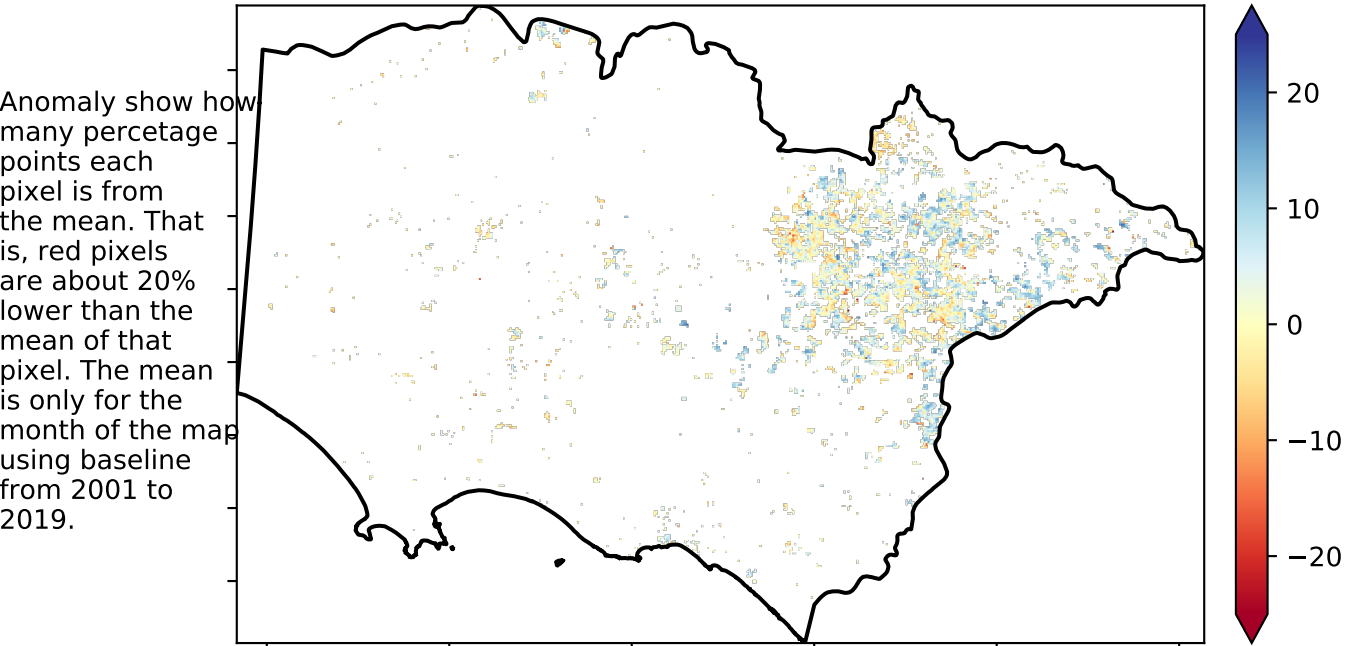 Anomaly show how
many percetage
points each
pixel is from
the mean. That
is, red pixels
are about 20%
lower than the
mean of that
pixel. The mean
is only for the
month of the map
using baseline
from 2001 to
2019.
20
10
0
−10
−20